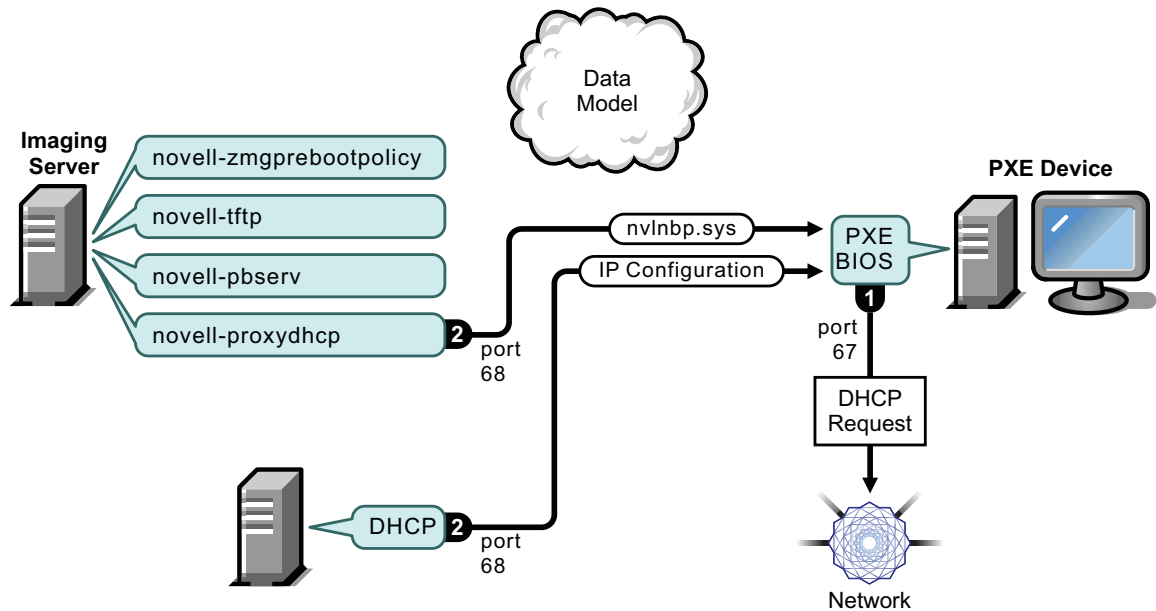 Data
Model
Imaging
Server
novell-zmgprebootpolicy
novell-tftp
novell-pbserv
novell-proxydhcp
2
port
68
nvlnbp.sys
IP Configuration
PXE
BIOS
1
port
67
PXE Device
DHCP
Request
Network
DHCP
2
port
68